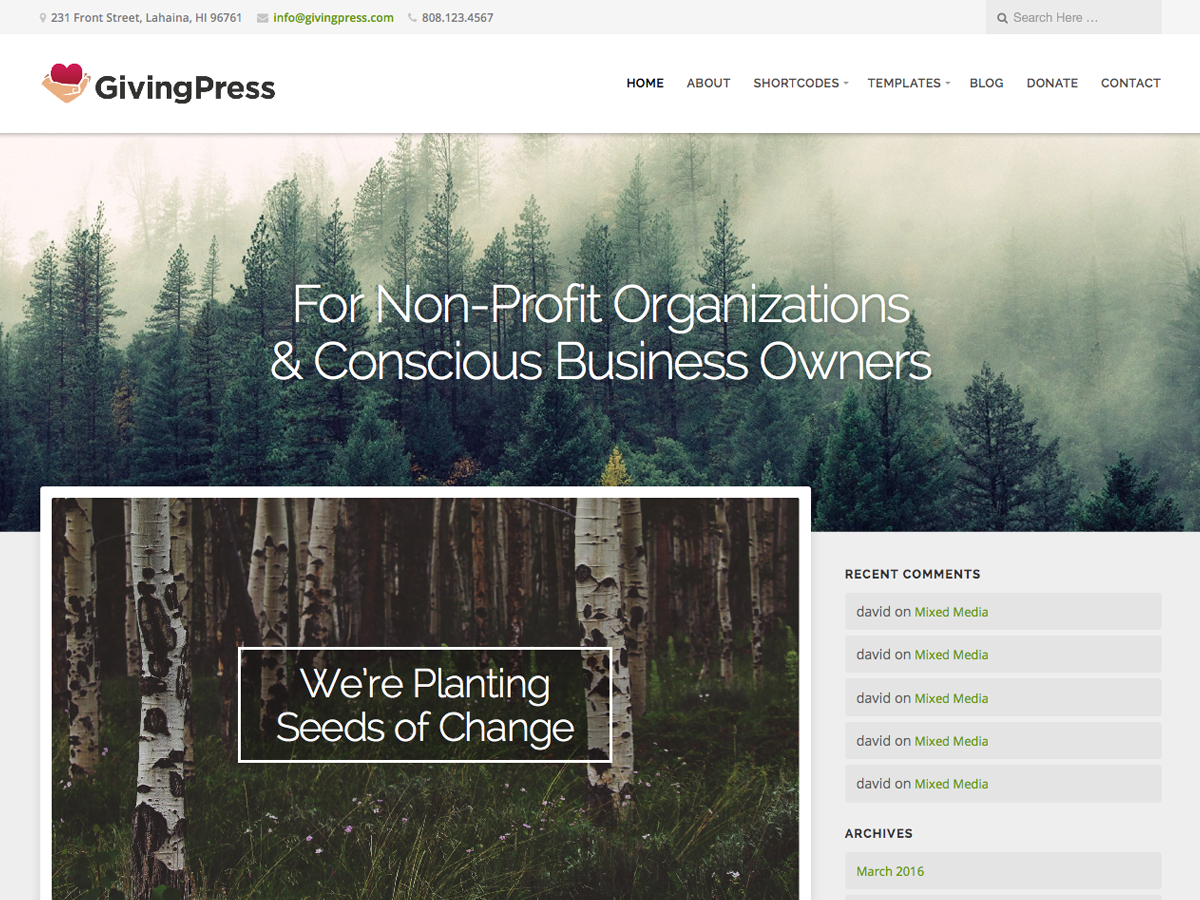 231 Front Street, Lahaina, HI 96761 info@givingpress.com 808.123.4567 Search Here ...
GivingPress
HOME ABOUT SHORTCODES TEMPLATES BLOG DONATE CONTACT
For Non-Profit Organizations
& Conscious Business Owners
We're Planting
Seeds of Change
RECENT COMMENTS
david on Mixed Media
david on Mixed Media
david on Mixed Media
david on Mixed Media
david on Mixed Media
ARCHIVES
March 2016